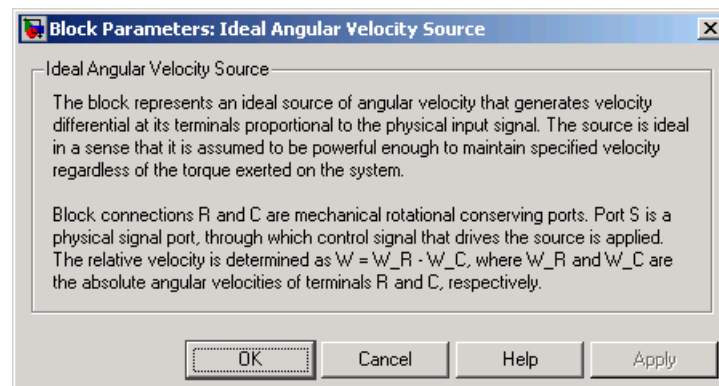 Block Parameters: Ideal Angular Velocity Source
Ideal Angular Velocity Source
The block represents an ideal source of angular velocity that generates velocity
differential at its terminals proportional to the physical input signal. The source is ideal
in a sense that it is assumed to be powerful enough to maintain specified velocity
regardless of the torque exerted on the system.
Block connections R and C are mechanical rotational conserving ports. Port S is a
physical signal port, through which control signal that drives the source is applied.
The relative velocity is determined as W = W_R - W_C, where W_R and W_C are
the absolute angular velocities of terminals R and C, respectively.
OK Cancel Help Apply